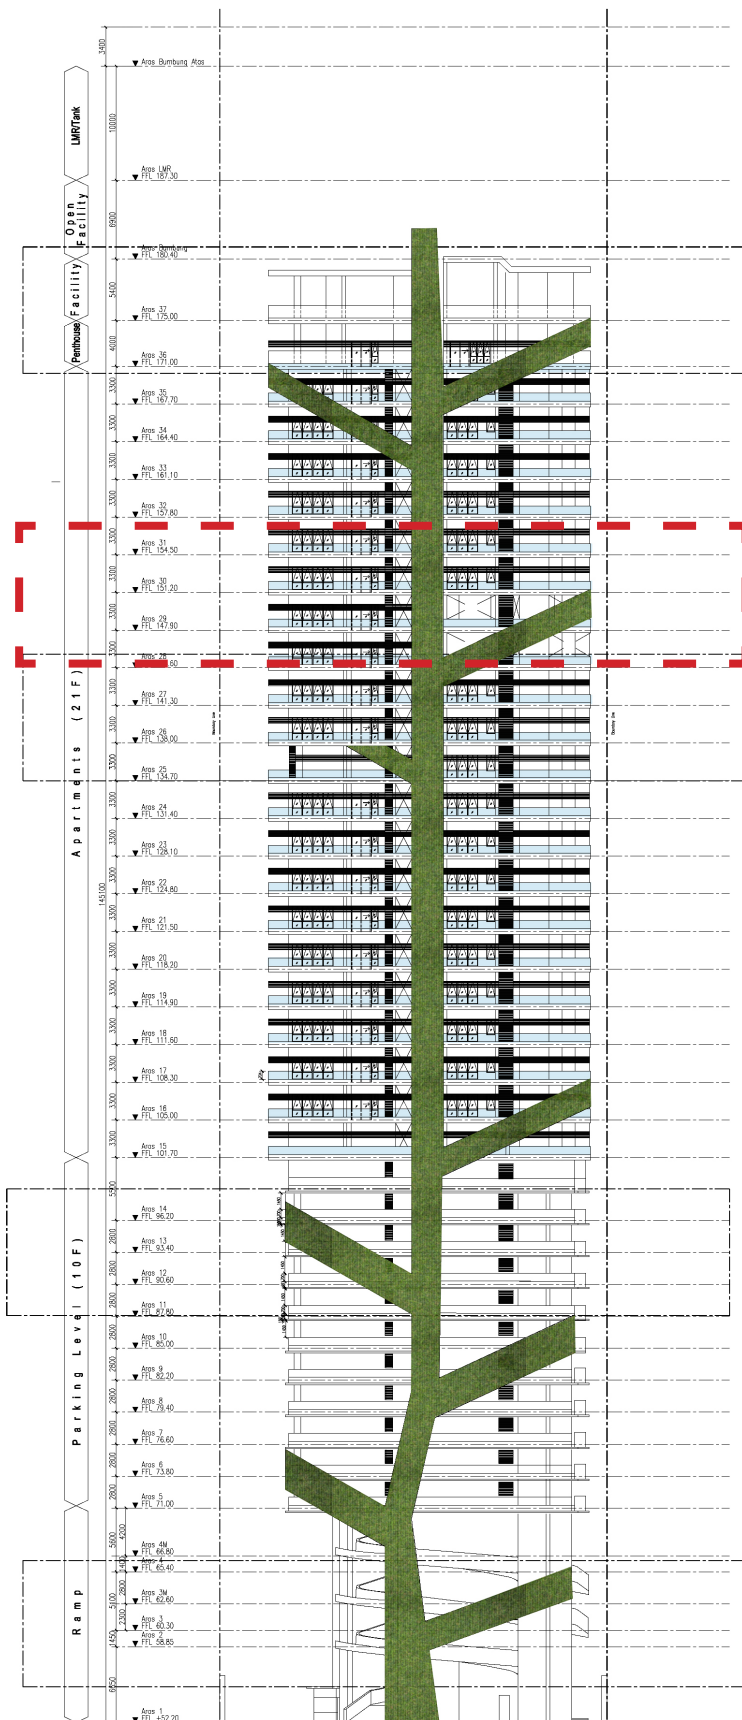 3400
Aras Bumbung Atas
LMR/Tank
10000
Aras LMR
FFL 187.30
Open
Facility
6900
Aras Bumbung
FFL 180.40
Facility
5400
Aras 37
FFL 175.00
Penthouse
4000
Aras 36
FFL 171.00
3300
Aras 35
FFL 167.70
3300
Aras 34
FFL 164.40
3300
Aras 33
FFL 161.10
3300
Aras 32
FFL 157.80
3300
Aras 31
FFL 154.50
3300
Aras 30
FFL 151.20
3300
Aras 29
FFL 147.90
3300
Aras 28
3300
Aras 27
FFL 141.30
3300
Aras 26
FFL 138.00
3300
Aras 25
FFL 134.70
Apartments (21F)
145100
3300
Aras 24
FFL 131.40
3300
Aras 23
FFL 128.10
3300
Aras 22
FFL 124.80
3300
Aras 21
FFL 121.50
3300
Aras 20
FFL 118.20
3300
Aras 19
FFL 114.90
3300
Aras 18
FFL 111.60
3300
Aras 17
FFL 108.30
3300
Aras 16
FFL 105.00
3300
Aras 15
FFL 101.70
5500
Aras 14
FFL 96.20
2800
Aras 13
FFL 93.40
2800
Aras 12
FFL 90.60
2800
Aras 11
FFL 87.80
Parking Level (10F)
2800
Aras 10
FFL 85.00
2800
Aras 9
FFL 82.20
2800
Aras 8
FFL 79.40
2800
Aras 7
FFL 76.60
2800
Aras 6
FFL 73.80
2800
Aras 5
FFL 71.00
5600
4200
Aras 4M
FFL 66.80
1400
Aras 4
FFL 65.40
Ramp
5100
2800
Aras 3M
FFL 62.60
2300
Aras 3
FFL 60.30
1450
Aras 2
FFL 58.85
6650
Aras 1
FFL +52.20